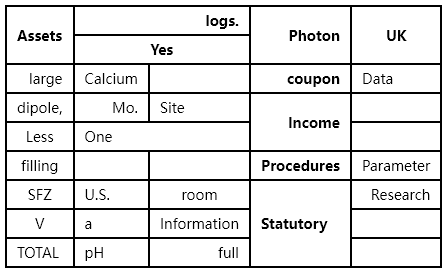 Assets logs. Photon UK
Yes
large Calcium coupon Data
dipole, Mo. Site Income
Less One
filling Procedures Parameter
SFZ U.S. room Statutory Research
V a Information
TOTAL pH full